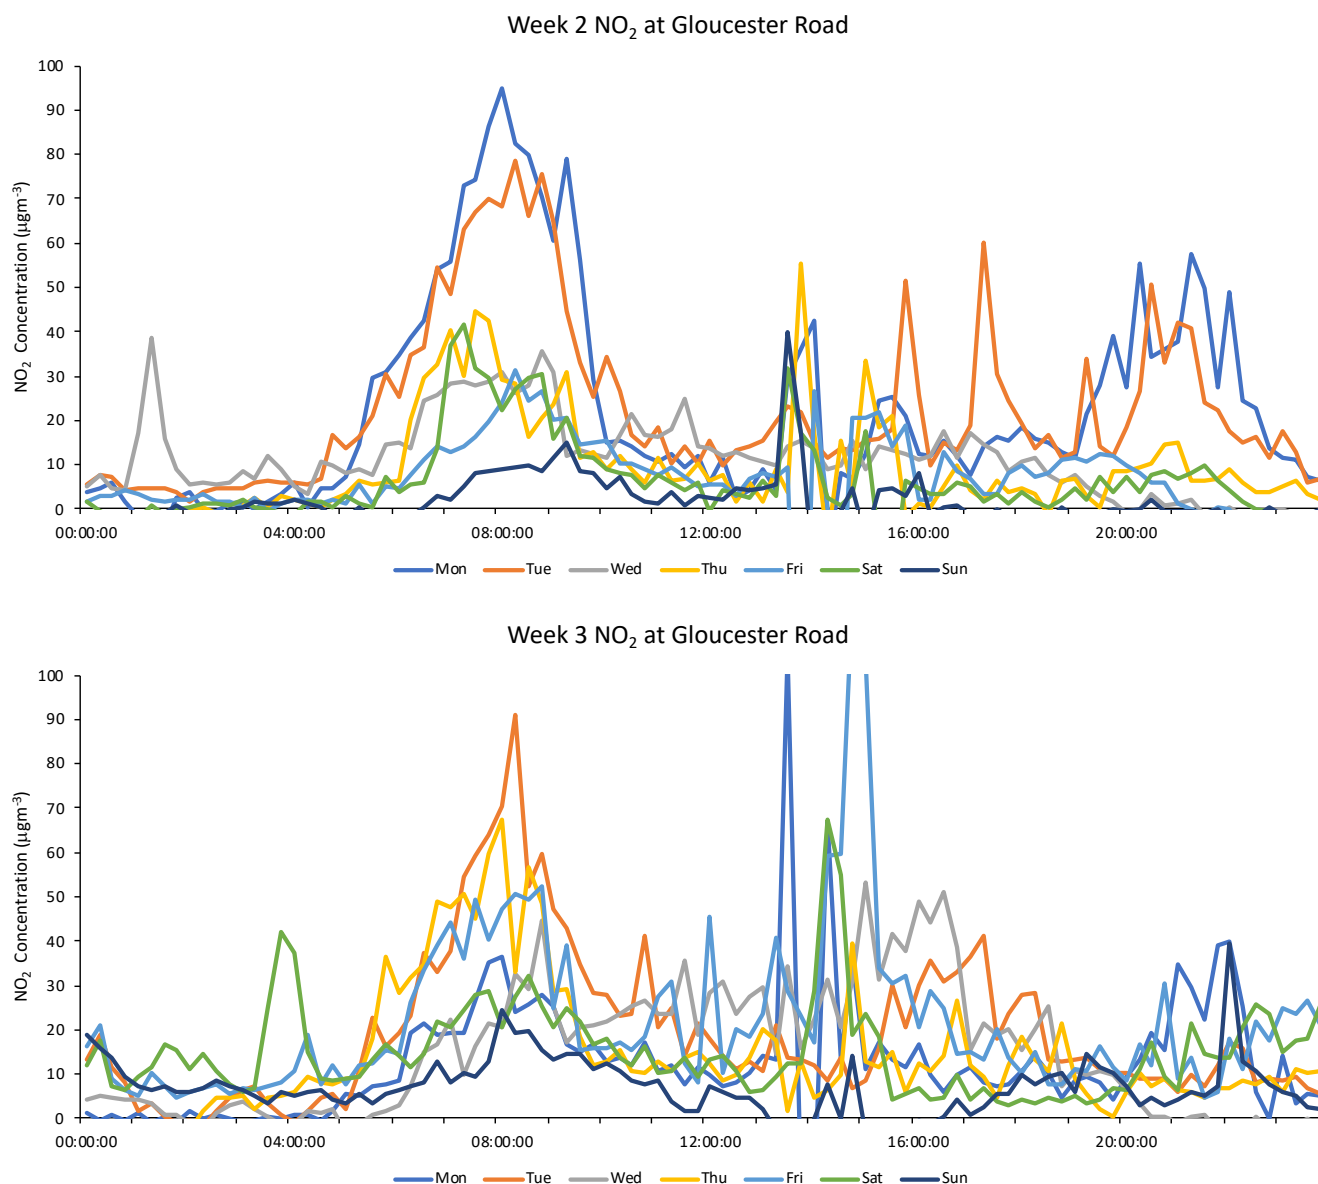 Week 2 NO₂ at Gloucester Road
NO₂ Concentration (µgm⁻³)
100
90
80
70
60
50
40
30
20
10
0
00:00:00 04:00:00 08:00:00 12:00:00 16:00:00 20:00:00
Mon Tue Wed Thu Fri Sat Sun
Week 3 NO₂ at Gloucester Road
NO₂ Concentration (µgm⁻³)
100
90
80
70
60
50
40
30
20
10
0
00:00:00 04:00:00 08:00:00 12:00:00 16:00:00 20:00:00
Mon Tue Wed Thu Fri Sat Sun